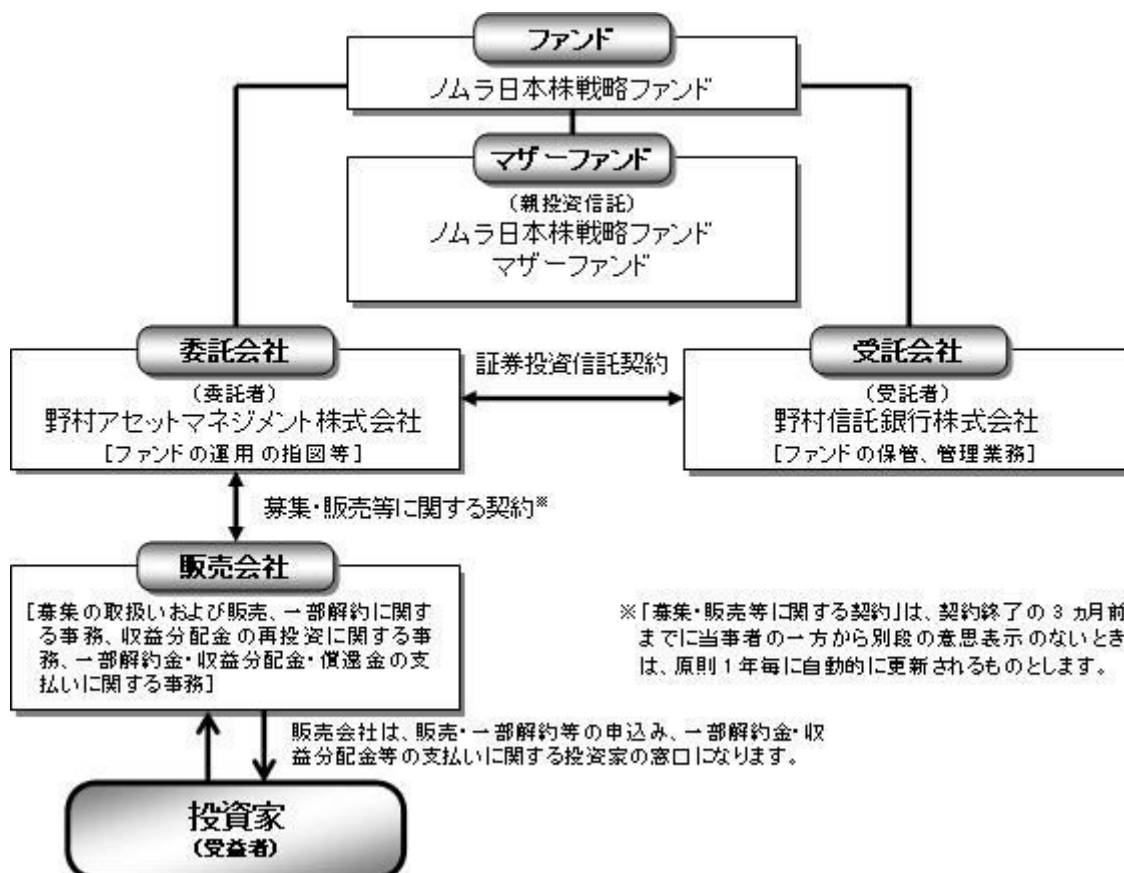 ファンド
ノムラ日本株戦略ファンド
マザーファンド
(親投資信託)
ノムラ日本株戦略ファンド
マザーファンド
委託会社
(委託者)
野村アセットマネジメント株式会社
[ファンドの運用の指図等]
証券投資信託契約
受託会社
(受託者)
野村信託銀行株式会社
[ファンドの保管、管理業務]
募集・販売等に関する契約※
販売会社
[募集の取扱いおよび販売、一部解約に関す
る事務、収益分配金の再投資に関する事
務、一部解約金・収益分配金・償還金の支
払いに関する事務]
※「募集・販売等に関する契約」は、契約終了の3ヵ月前
までに当事者の一方から別段の意思表示のないとき
は、原則1年毎に自動的に更新されるものとします。
販売会社は、販売・一部解約等の申込み、一部解約金・収
益分配金等の支払いに関する投資家の窓口になります。
投資家
(受益者)